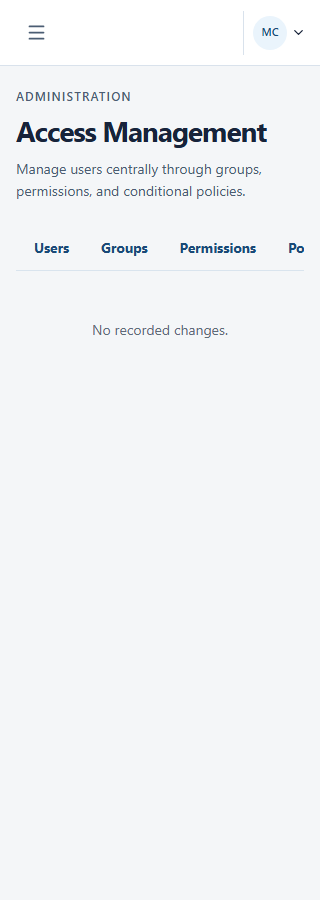 MC
ADMINISTRATION
Access Management
Manage users centrally through groups,
permissions, and conditional policies.
Users Groups Permissions Po
No recorded changes.